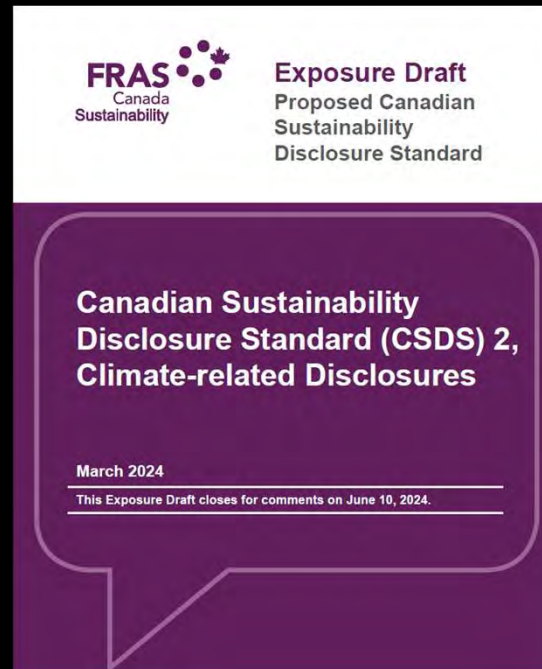 FRAS
Canada
Sustainability
Exposure Draft
Proposed Canadian
Sustainability
Disclosure Standard
Canadian Sustainability
Disclosure Standard (CSDS) 2,
Climate-related Disclosures
March 2024
This Exposure Draft closes for comments on June 10, 2024.